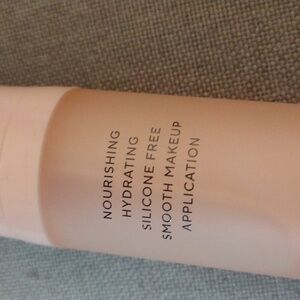 NOURISHING
HYDRATING
SILICONE FREE
SMOOTH MAKEUP
APPLICATION